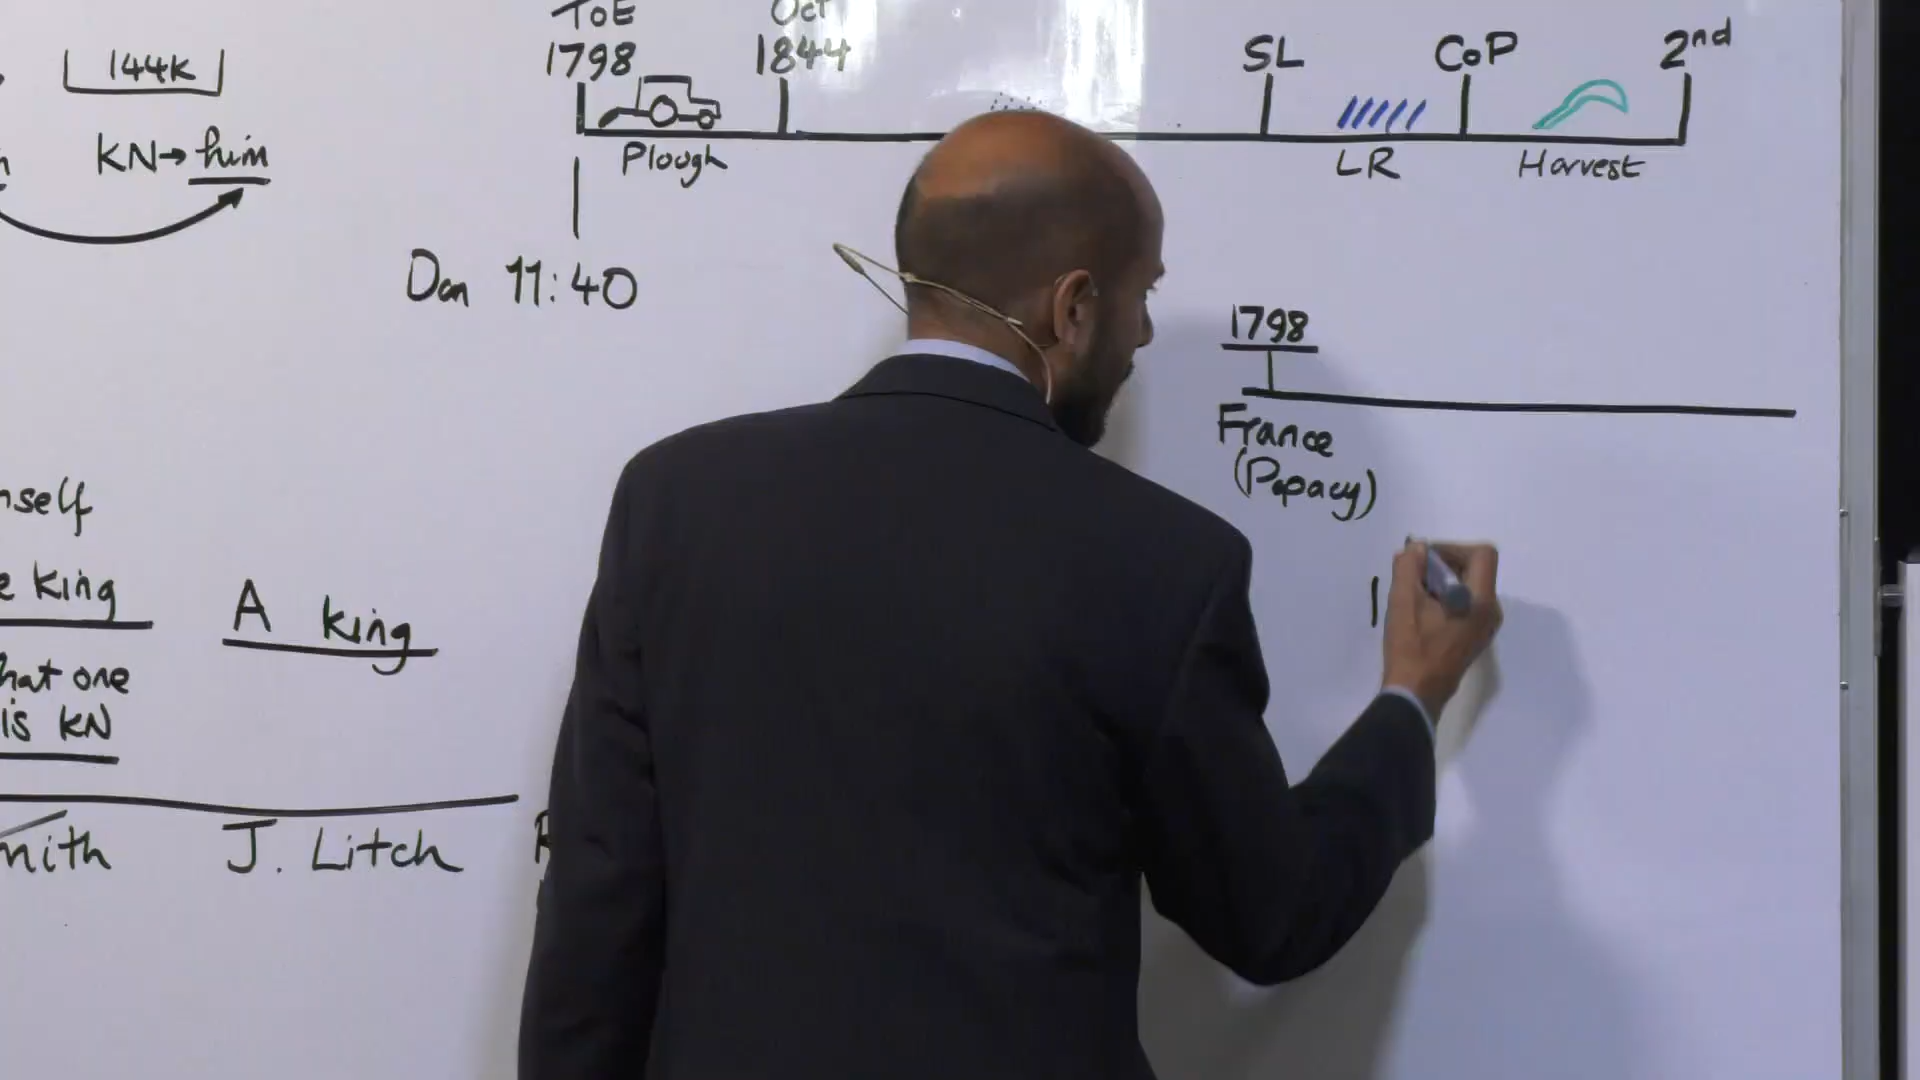 144K
KN→him
ToE
1798
Oct
1844
Plough
SL
CoP
2nd
LR
Harvest
Dan 11:40
1798
France
(Papacy)
nself
e king
A king
hat one
is KN
mith
J. Litch